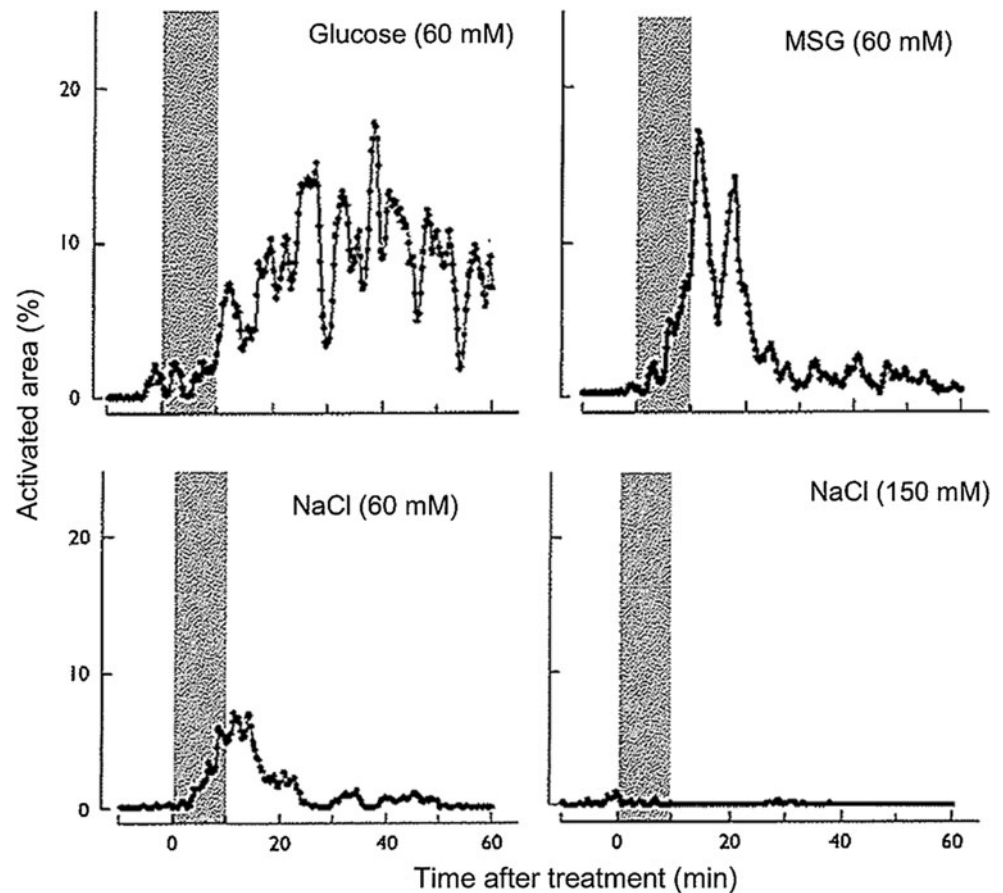 Glucose (60 mM)
MSG (60 mM)
20
10
0
NaCl (60 mM)
NaCl (150 mM)
20
10
0
0 20 40 60
0 20 40 60
Activated area (%)
Time after treatment (min)